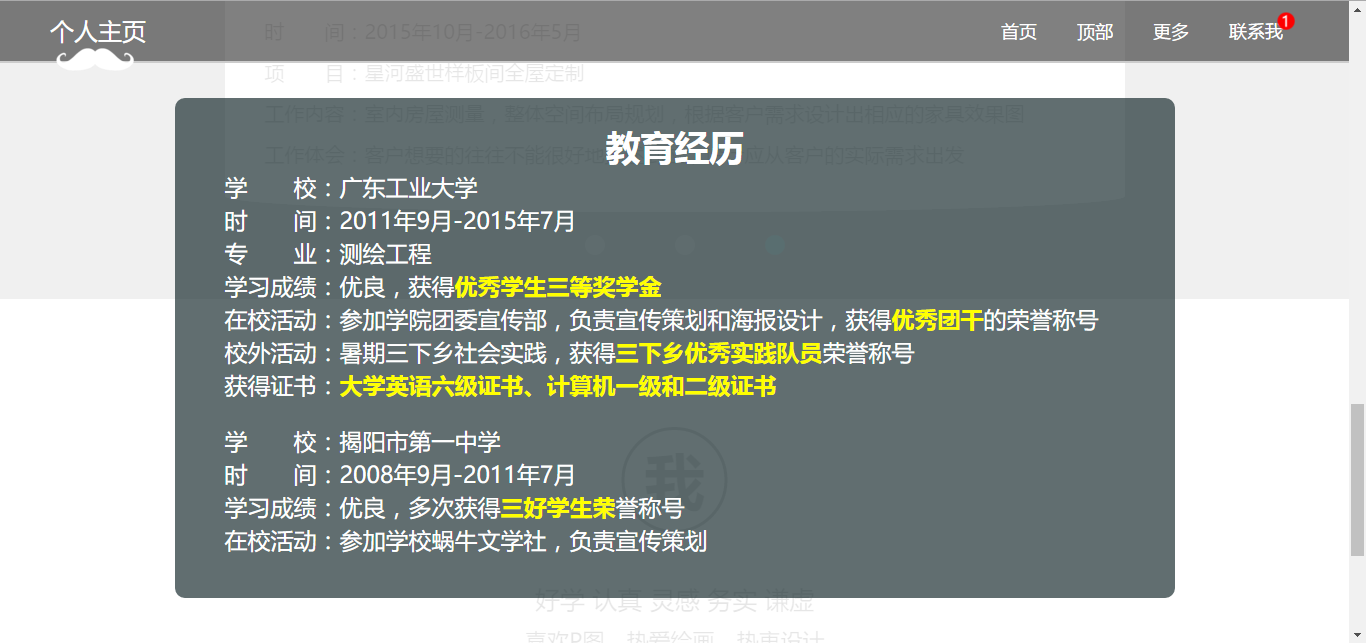 个人主页
首页 顶部 更多 联系我 1
时 间：2015年10月-2016年5月
项 目：星河盛世样板间全屋定制
工作内容：室内房屋测量，整体空间布局规划，根据客户需求设计出相应的家具效果图
工作体会：客户想要的往往不能很好地 应从客户的实际需求出发
教育经历
学 校：广东工业大学
时 间：2011年9月-2015年7月
专 业：测绘工程
学习成绩：优良，获得优秀学生三等奖学金
在校活动：参加学院团委宣传部，负责宣传策划和海报设计，获得优秀团干的荣誉称号
校外活动：暑期三下乡社会实践，获得三下乡优秀实践队员荣誉称号
获得证书：大学英语六级证书、计算机一级和二级证书
学 校：揭阳市第一中学
时 间：2008年9月-2011年7月
学习成绩：优良，多次获得三好学生荣誉称号
在校活动：参加学校蜗牛文学社，负责宣传策划
我
好学 认真 灵感 务实 谦虚
喜欢P图，热爱绘画，热衷设计